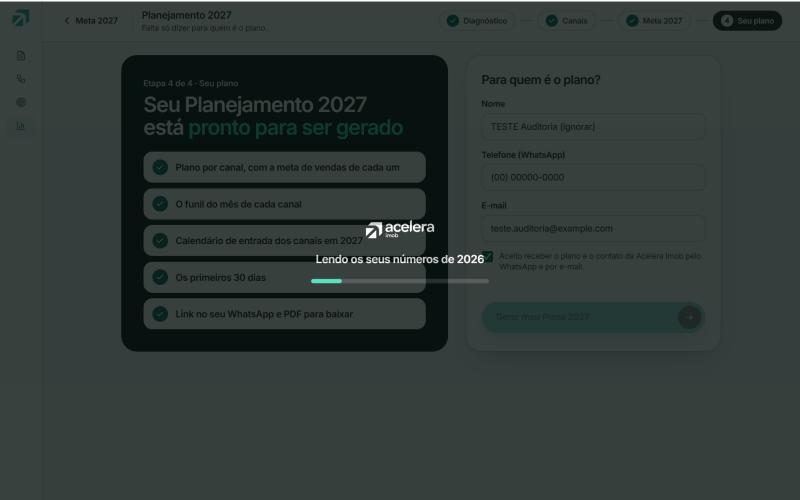 Meta 2027
Planejamento 2027
Falta só dizer para quem é o plano.
Diagnóstico
Canais
Meta 2027
4 Seu plano
Etapa 4 de 4 · Seu plano
Seu Planejamento 2027
está pronto para ser gerado
Plano por canal, com a meta de vendas de cada um
O funil do mês de cada canal
Calendário de entrada dos canais em 2027
Os primeiros 30 dias
Link no seu WhatsApp e PDF para baixar
Para quem é o plano?
Nome
TESTE Auditoria (ignorar)
Telefone (WhatsApp)
(00) 00000-0000
E-mail
teste.auditoria@example.com
Aceito receber o plano e o contato da Acelera Imob pelo
WhatsApp e por e-mail.
Gerar meu Plano 2027
acelera
imob
Lendo os seus números de 2026